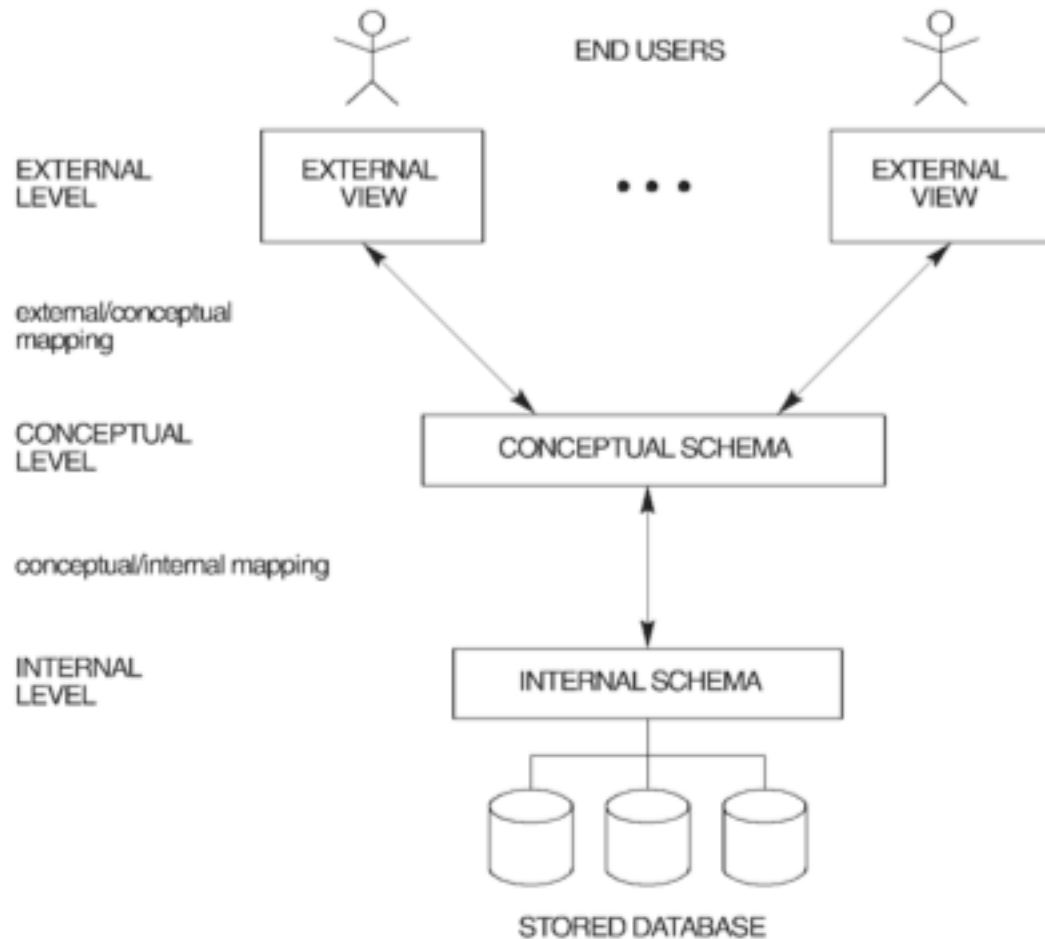 END USERS
EXTERNAL
LEVEL
EXTERNAL
VIEW
EXTERNAL
VIEW
external/conceptual
mapping
CONCEPTUAL
LEVEL
CONCEPTUAL SCHEMA
conceptual/internal mapping
INTERNAL
LEVEL
INTERNAL SCHEMA
STORED DATABASE